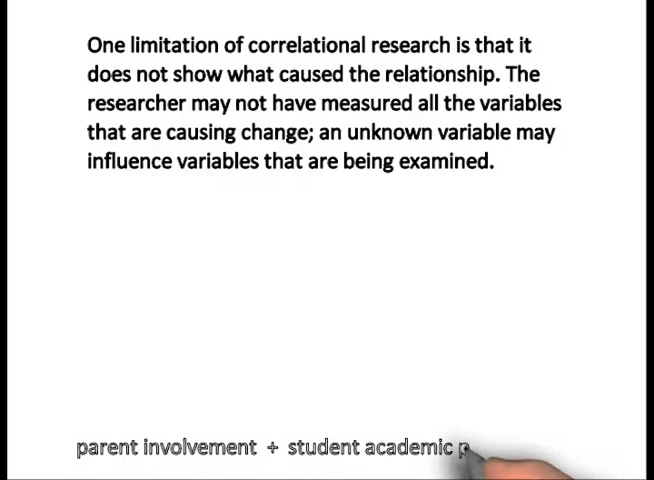 One limitation of correlational research is that it
does not show what caused the relationship. The
researcher may not have measured all the variables
that are causing change; an unknown variable may
influence variables that are being examined.
parent involvement + student academic p